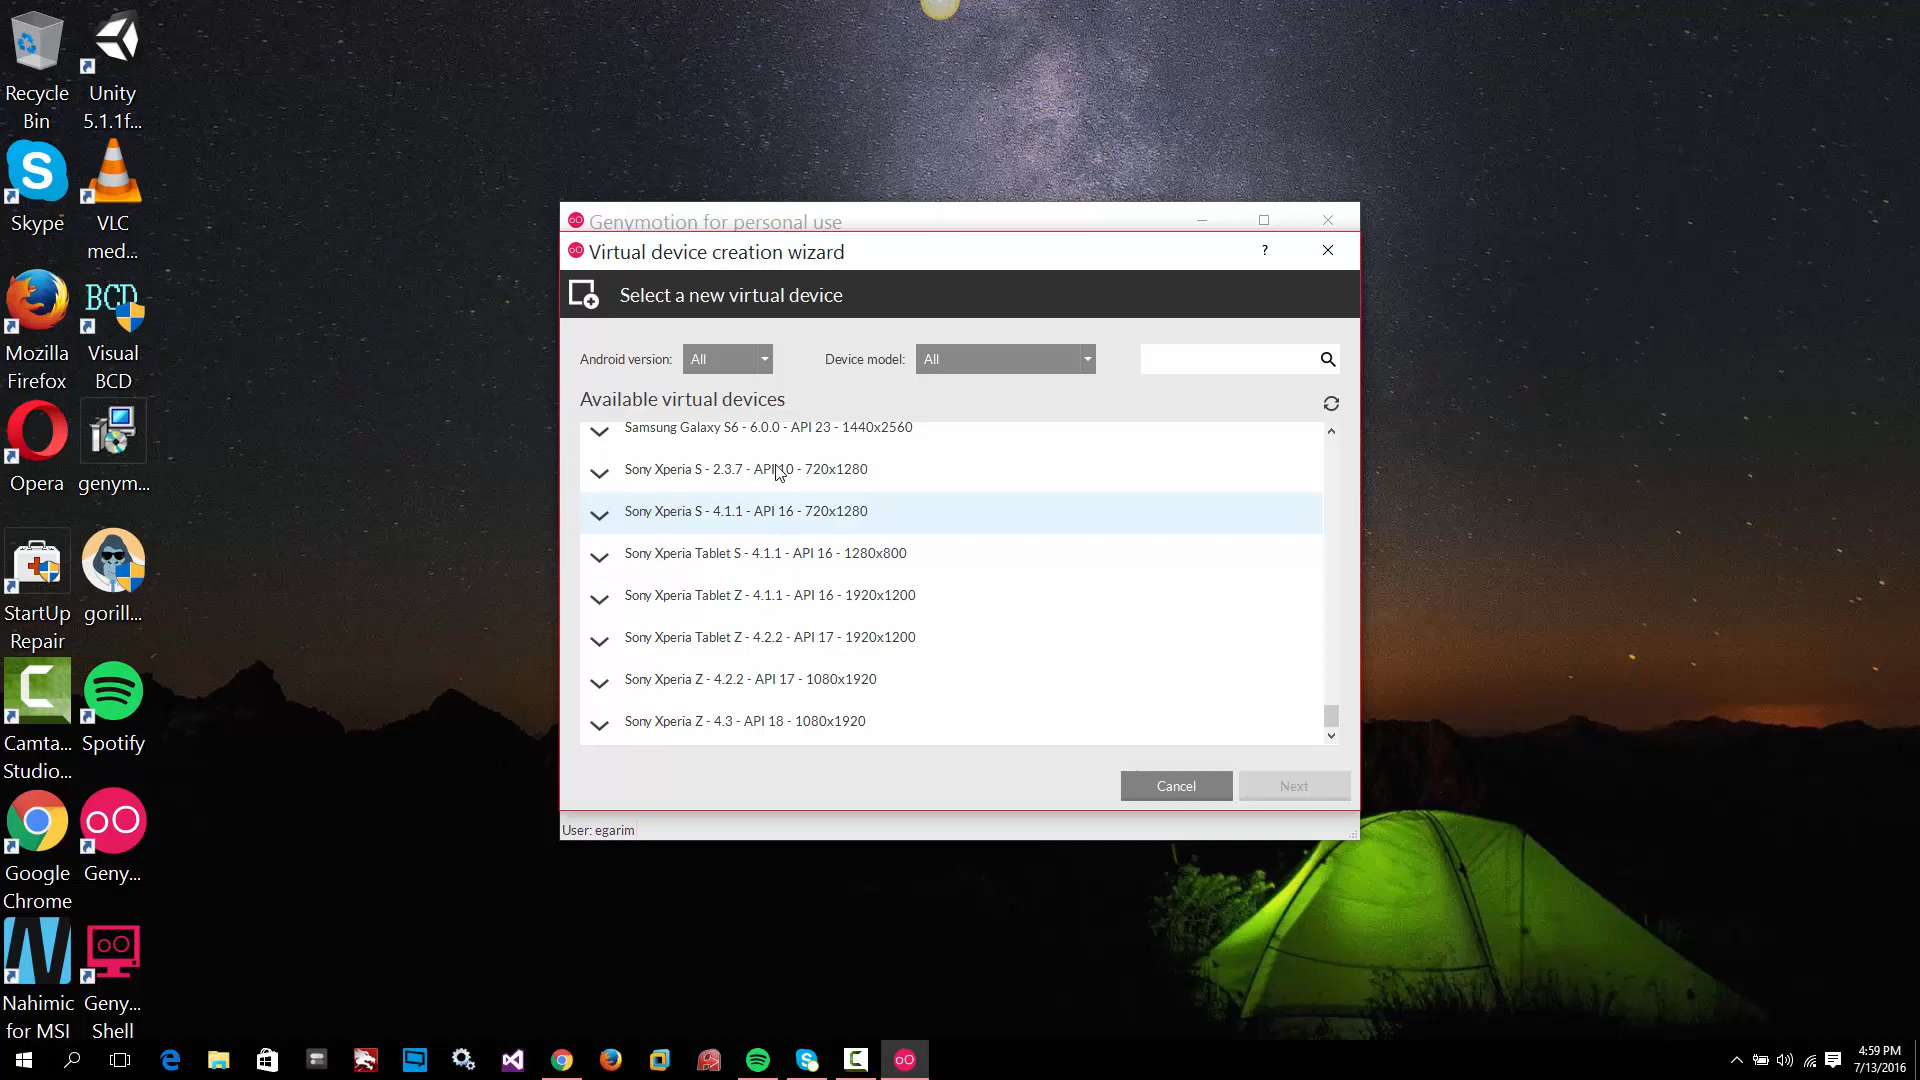 Recycle
Bin
Unity
5.1.1f...
Skype
VLC
med...
Mozilla
Firefox
BCD
Visual
BCD
Opera
genym...
StartUp
Repair
gorill...
Camta...
Studio...
Spotify
Google
Chrome
Geny...
Nahimic
for MSI
Geny...
Shell
Genymotion for personal use
Virtual device creation wizard
?
Select a new virtual device
Android version: All
Device model: All
Available virtual devices
Samsung Galaxy S6 - 6.0.0 - API 23 - 1440x2560
Sony Xperia S - 2.3.7 - API 10 - 720x1280
Sony Xperia S - 4.1.1 - API 16 - 720x1280
Sony Xperia Tablet S - 4.1.1 - API 16 - 1280x800
Sony Xperia Tablet Z - 4.1.1 - API 16 - 1920x1200
Sony Xperia Tablet Z - 4.2.2 - API 17 - 1920x1200
Sony Xperia Z - 4.2.2 - API 17 - 1080x1920
Sony Xperia Z - 4.3 - API 18 - 1080x1920
Cancel
Next
User: egarim
4:59 PM
7/13/2016